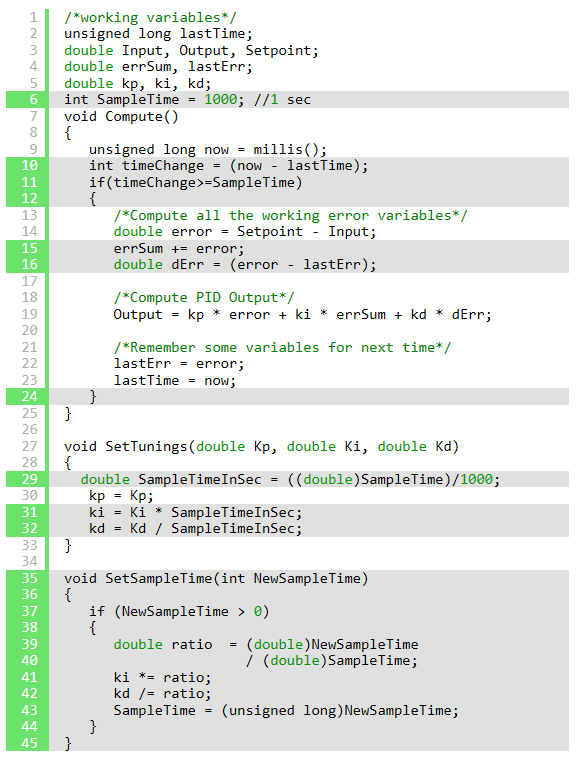 1 /*working variables*/
2 unsigned long lastTime;
3 double Input, Output, Setpoint;
4 double errSum, lastErr;
5 double kp, ki, kd;
6 int SampleTime = 1000; //1 sec
7 void Compute()
8 {
9    unsigned long now = millis();
10    int timeChange = (now - lastTime);
11    if(timeChange>=SampleTime)
12    {
13       /*Compute all the working error variables*/
14       double error = Setpoint - Input;
15       errSum += error;
16       double dErr = (error - lastErr);
17
18       /*Compute PID Output*/
19       Output = kp * error + ki * errSum + kd * dErr;
20
21       /*Remember some variables for next time*/
22       lastErr = error;
23       lastTime = now;
24    }
25 }
26
27 void SetTunings(double Kp, double Ki, double Kd)
28 {
29   double SampleTimeInSec = ((double)SampleTime)/1000;
30    kp = Kp;
31    ki = Ki * SampleTimeInSec;
32    kd = Kd / SampleTimeInSec;
33 }
34
35 void SetSampleTime(int NewSampleTime)
36 {
37    if (NewSampleTime > 0)
38    {
39       double ratio  = (double)NewSampleTime
40                       / (double)SampleTime;
41       ki *= ratio;
42       kd /= ratio;
43       SampleTime = (unsigned long)NewSampleTime;
44    }
45 }